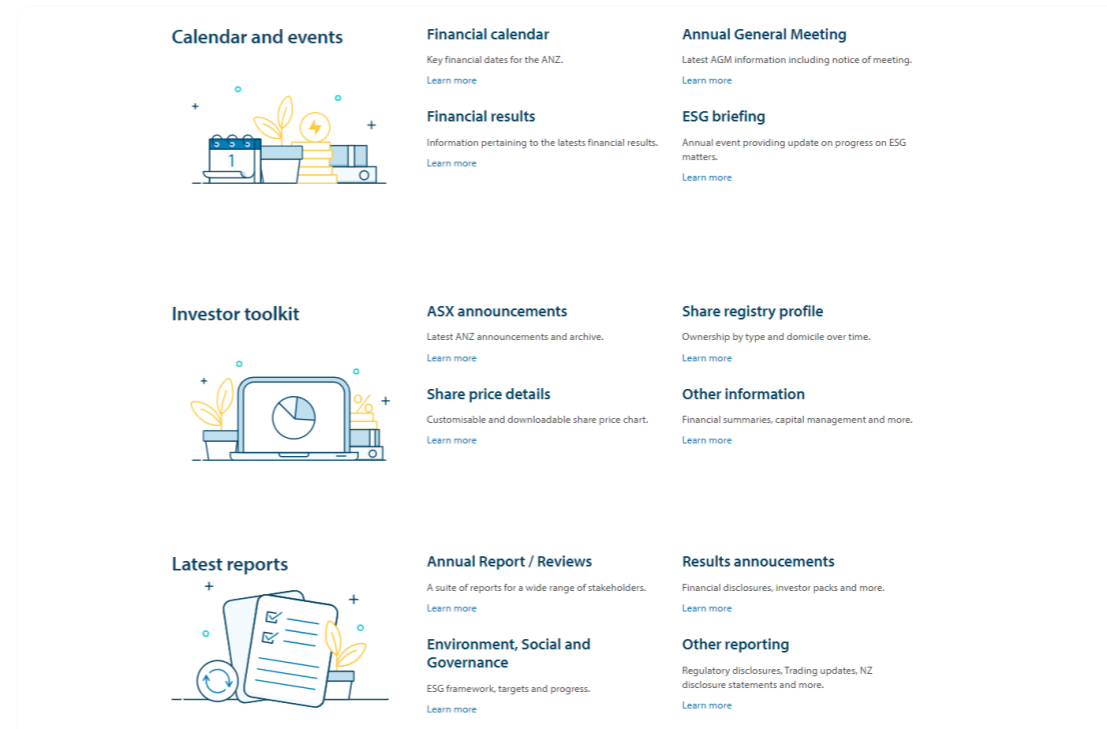 Calendar and events
1
Financial calendar
Key financial dates for the ANZ.
Learn more
Annual General Meeting
Latest AGM information including notice of meeting.
Learn more
Financial results
Information pertaining to the latests financial results.
Learn more
ESG briefing
Annual event providing update on progress on ESG
matters.
Learn more
Investor toolkit
%
ASX announcements
Latest ANZ announcements and archive.
Learn more
Share registry profile
Ownership by type and domicile over time.
Learn more
Share price details
Customisable and downloadable share price chart.
Learn more
Other information
Financial summaries, capital management and more.
Learn more
Latest reports
Annual Report / Reviews
A suite of reports for a wide range of stakeholders.
Learn more
Results annoucements
Financial disclosures, investor packs and more.
Learn more
Environment, Social and
Governance
ESG framework, targets and progress.
Learn more
Other reporting
Regulatory disclosures, Trading updates, NZ
disclosure statements and more.
Learn more